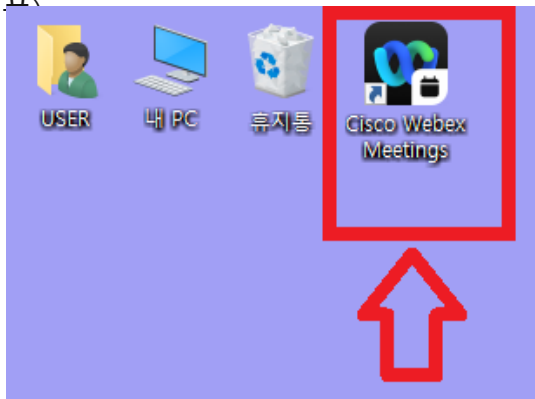 USER
내 PC
휴지통
Cisco Webex
Meetings